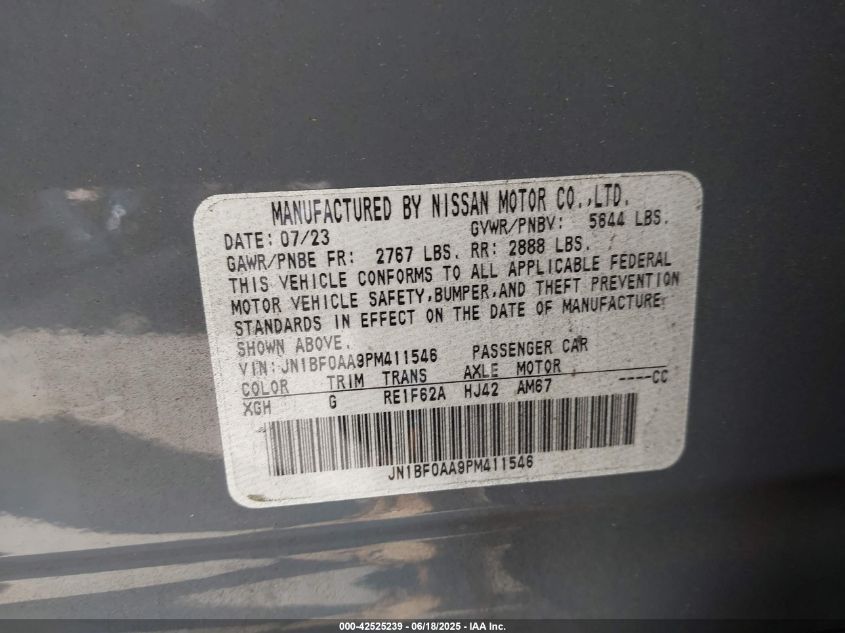 MANUFACTURED BY NISSAN MOTOR CO.,LTD.
DATE: 07/23 GVWR/PNBV: 5644 LBS.
GAWR/PNBE FR: 2767 LBS. RR: 2888 LBS.
THIS VEHICLE CONFORMS TO ALL APPLICABLE FEDERAL
MOTOR VEHICLE SAFETY,BUMPER,AND THEFT PREVENTION
STANDARDS IN EFFECT ON THE DATE OF MANUFACTURE
SHOWN ABOVE.
VIN:JN1BF0AA9PM411546 PASSENGER CAR
COLOR TRIM TRANS AXLE MOTOR
XGH G RE1F62A HJ42 AM67 ----CC
JN1BF0AA9PM411546
000-42525239 - 06/18/2025 - IAA Inc.